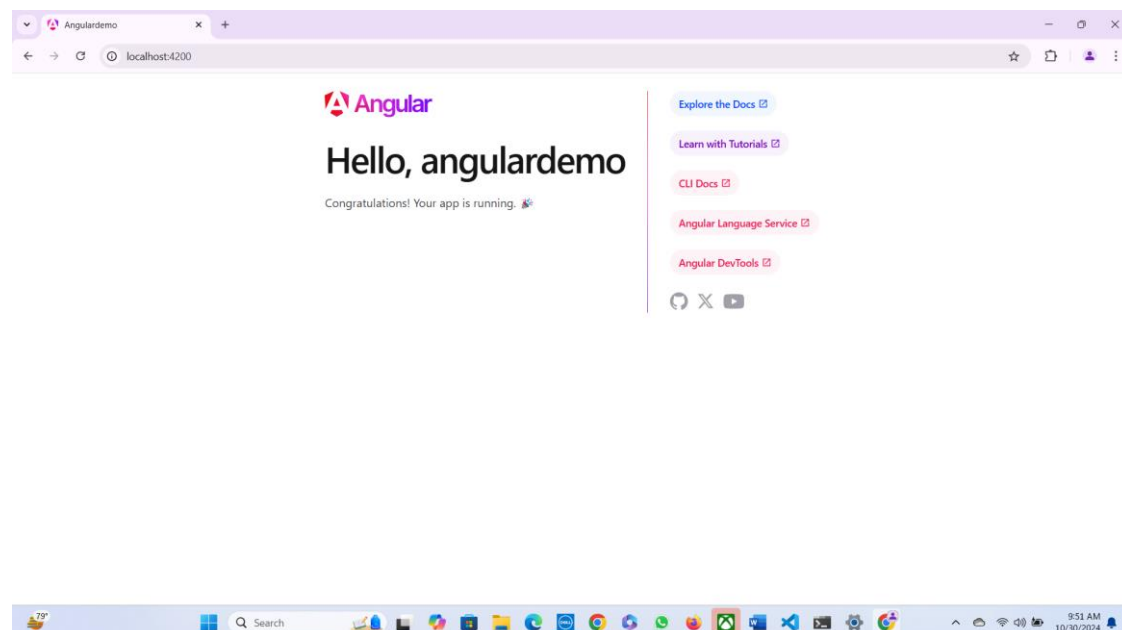 Angulardemo
localhost:4200
Angular
Hello, angulardemo
Congratulations! Your app is running. 🎉
Explore the Docs
Learn with Tutorials
CLI Docs
Angular Language Service
Angular DevTools
79°
Search
9:51 AM
10/30/2024